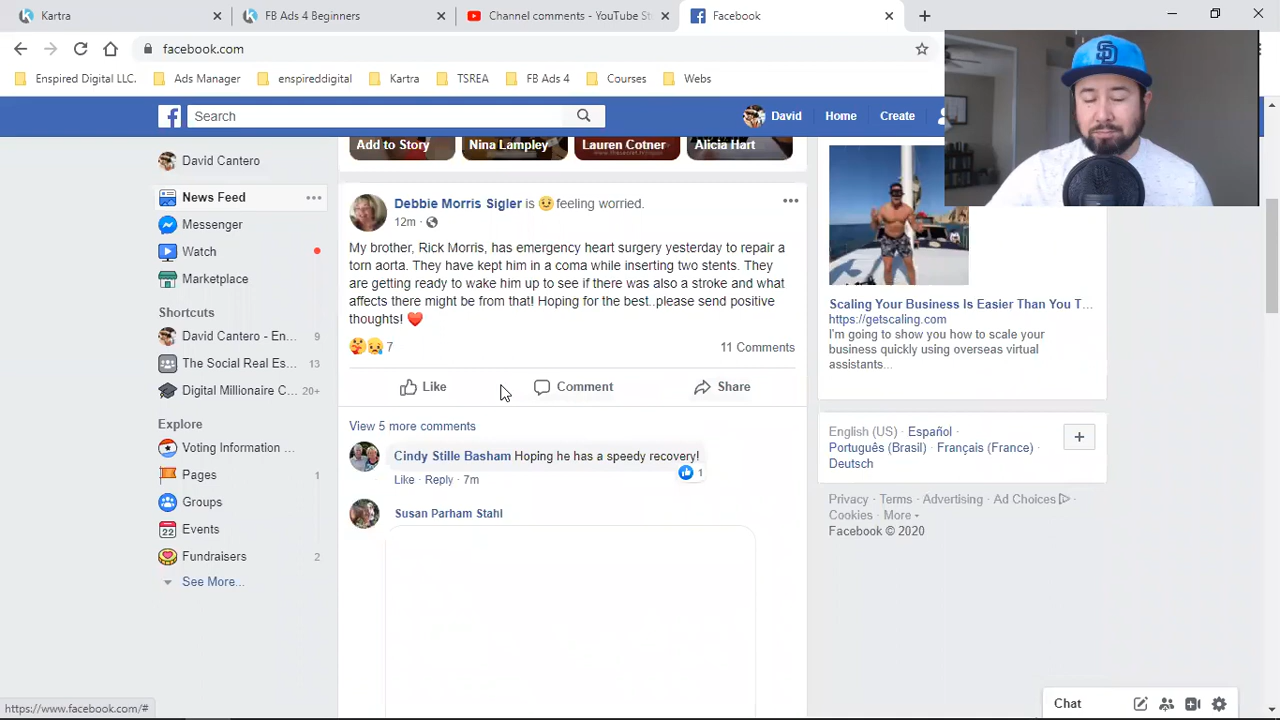 Kartra
FB Ads 4 Beginners
Channel comments - YouTube St
Facebook
facebook.com
Enspired Digital LLC.
Ads Manager
enspireddigital
Kartra
TSREA
FB Ads 4
Courses
Webs
Search
David
Home
Create
SD
David Cantero
News Feed
Messenger
Watch
Marketplace
Shortcuts
David Cantero - En... 9
The Social Real Es... 13
Digital Millionaire C... 20+
Explore
Voting Information ...
Pages 1
Groups
22 Events
Fundraisers 2
See More...
Add to Story
Nina Lampley
Lauren Cotner
Alicia Hart
Debbie Morris Sigler is 😟 feeling worried.
12m ·
My brother, Rick Morris, has emergency heart surgery yesterday to repair a
torn aorta. They have kept him in a coma while inserting two stents. They
are getting ready to wake him up to see if there was also a stroke and what
affects there might be from that! Hoping for the best..please send positive
thoughts! ❤️
7
11 Comments
Like
Comment
Share
View 5 more comments
Cindy Stille Basham Hoping he has a speedy recovery!
1
Like · Reply · 7m
Susan Parham Stahl
Scaling Your Business Is Easier Than You T...
https://getscaling.com
I'm going to show you how to scale your
business quickly using overseas virtual
assistants...
English (US) · Español ·
Português (Brasil) · Français (France) ·
Deutsch
Privacy · Terms · Advertising · Ad Choices
Cookies · More
Facebook © 2020
Chat
https://www.facebook.com/#